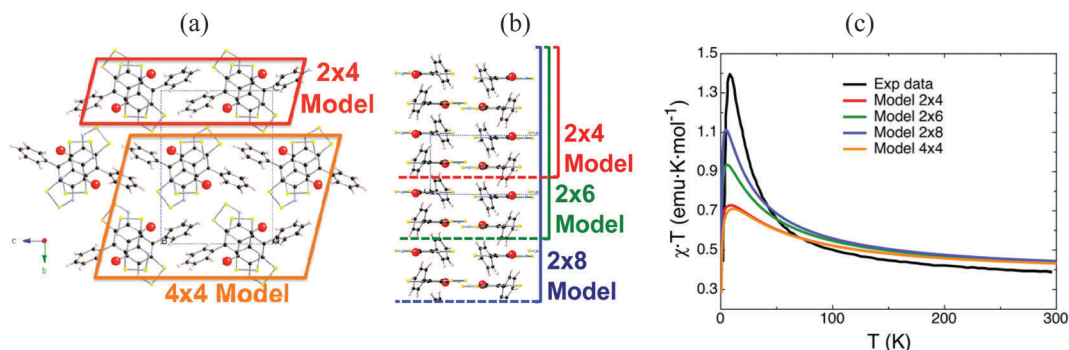 (a)
2x4
Model
4x4 Model
c
b
(b)
2x4
Model
2x6
Model
2x8
Model
(c)
χ·T (emu·K·mol⁻¹)
1.5
1.3
1.1
0.9
0.7
0.5
0.3
Exp data
Model 2x4
Model 2x6
Model 2x8
Model 4x4
0
100
200
300
T (K)